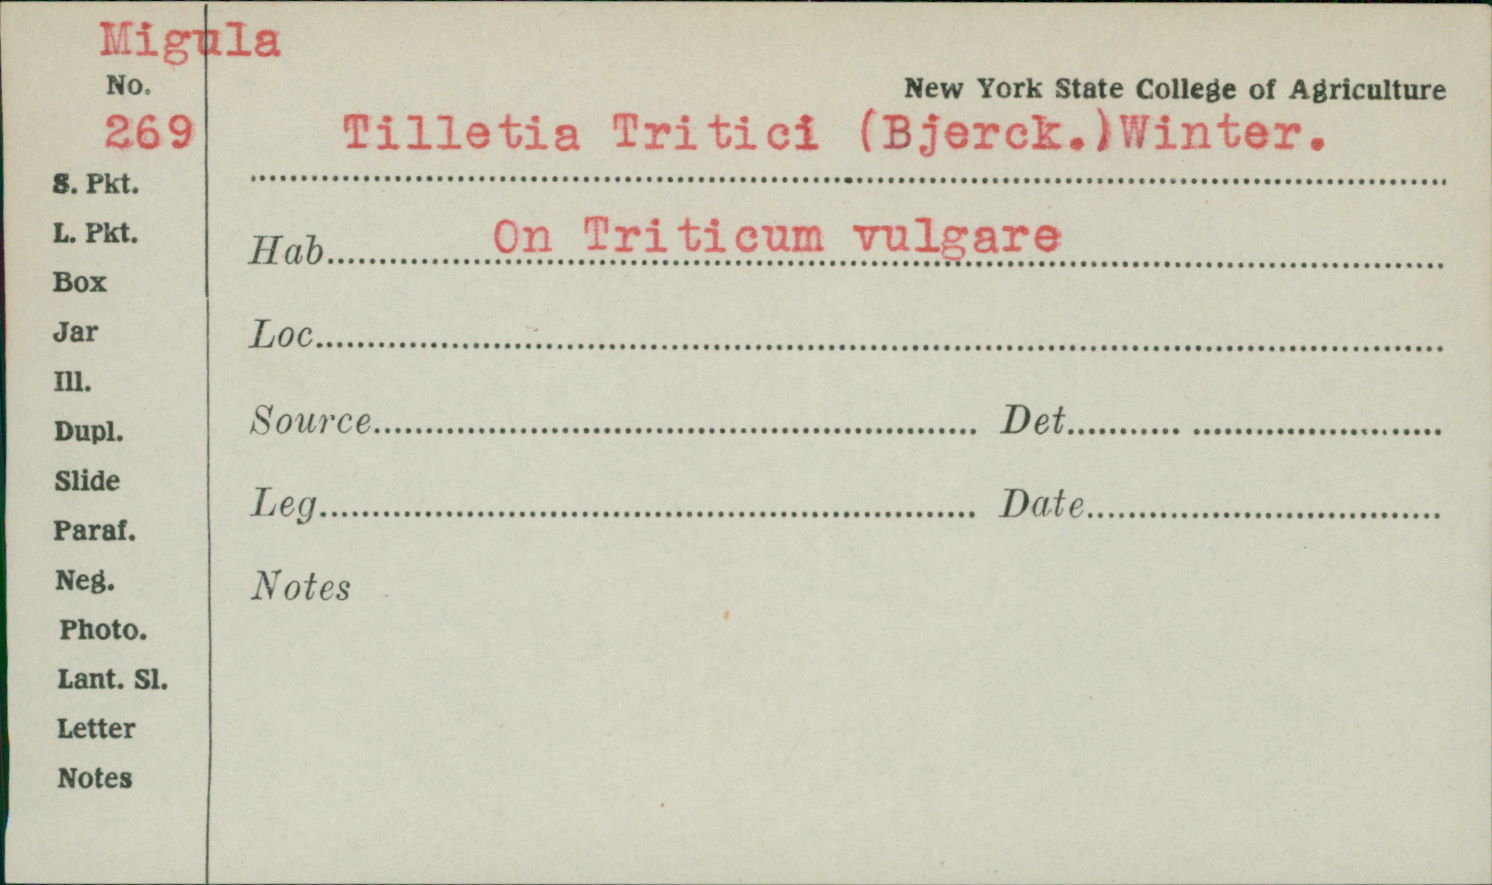 Migula
No.
New York State College of Agriculture
269
Tilletia Tritici (Bjerck.)Winter.
S. Pkt.
L. Pkt.
Hab. On Triticum vulgare
Box
Jar
Loc.
Ill.
Dupl.
Source Det.
Slide
Leg. Date
Paraf.
Neg.
Notes
Photo.
Lant. Sl.
Letter
Notes